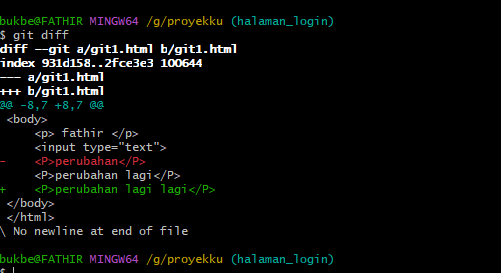 bukbe@FATHIR MINGW64 /g/proyekku (halaman_login)
$ git diff
diff --git a/git1.html b/git1.html
index 931d158..2fce3e3 100644
--- a/git1.html
+++ b/git1.html
@@ -8,7 +8,7 @@
 <body>
     <p> fathir </p>
     <input type="text">
-    <P>perubahan</P>
     <P>perubahan lagi</P>
+    <P>perubahan lagi lagi</P>
 </body>
 </html>
\ No newline at end of file
bukbe@FATHIR MINGW64 /g/proyekku (halaman_login)
$